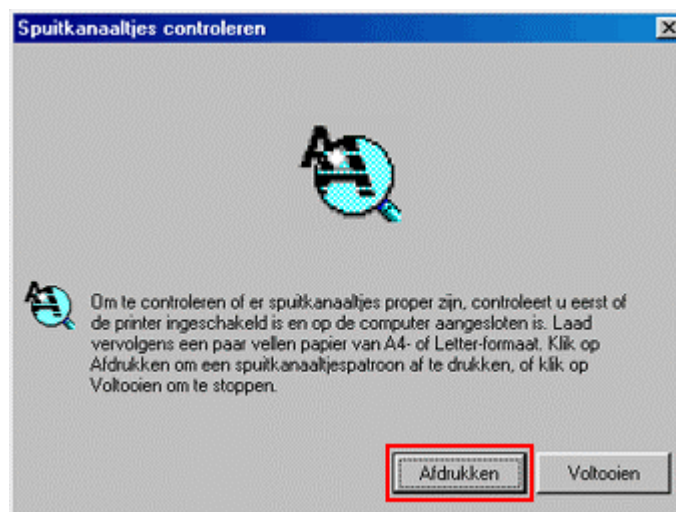 Spuitkanaaltjes controleren
Om te controleren of er spuitkanaaltjes proper zijn, controleert u eerst of
de printer ingeschakeld is en op de computer aangesloten is. Laad
vervolgens een paar vellen papier van A4- of Letter-formaat. Klik op
Afdrukken om een spuitkanaaltjespatroon af te drukken, of klik op
Voltooien om te stoppen.
Afdrukken
Voltooien